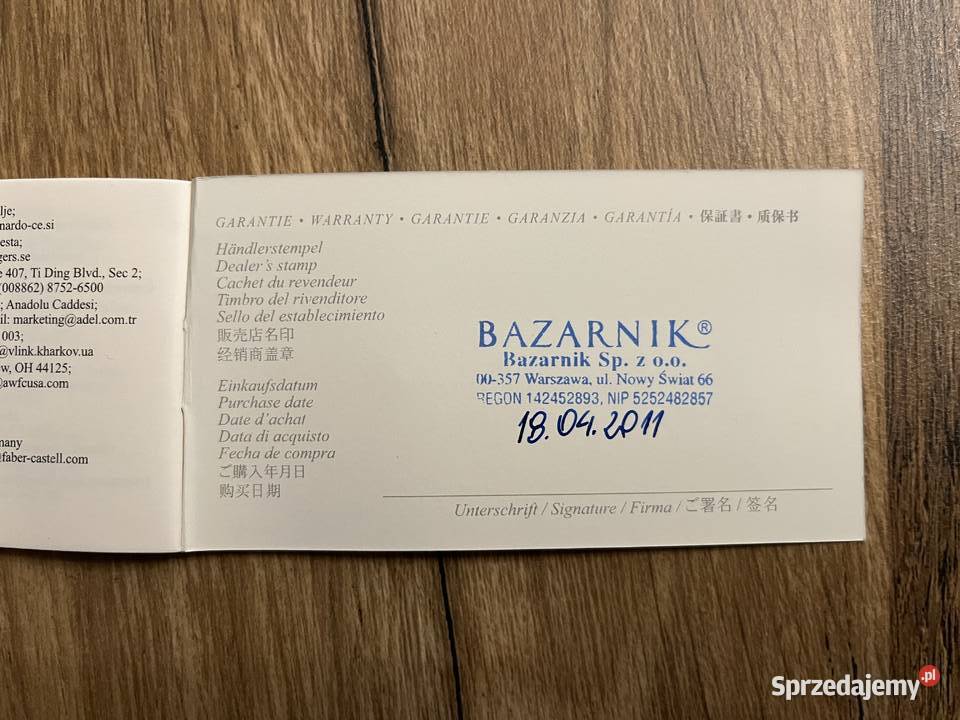 lje;
nardo-ce.si
esta;
gers.se
e 407, Ti Ding Blvd., Sec 2;
(008862) 8752-6500
; Anadolu Caddesi;
il: marketing@adel.com.tr
003;
@vlink.kharkov.ua
w, OH 44125;
@awfcusa.com
many
@faber-castell.com
GARANTIE • WARRANTY • GARANTIE • GARANZIA • GARANTÍA • 保証書 • 质保书
Händlerstempel
Dealer's stamp
Cachet du revendeur
Timbro del rivenditore
Sello del establecimiento
販売店名印
经销商盖章
BAZARNIK®
Bazarnik Sp. z o.o.
00-357 Warszawa, ul. Nowy Świat 66
REGON 142452893, NIP 5252482857
18.04.2011
Einkaufsdatum
Purchase date
Date d'achat
Data di acquisto
Fecha de compra
ご購入年月日
购买日期
Unterschrift / Signature / Firma / ご署名 / 签名
Sprzedajemy.pl